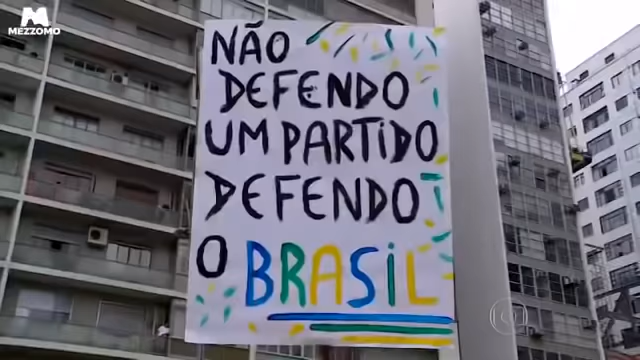 M
MEZZOMO
NÃO
DEFENDO
UM PARTIDO
DEFENDO
O BRASIL